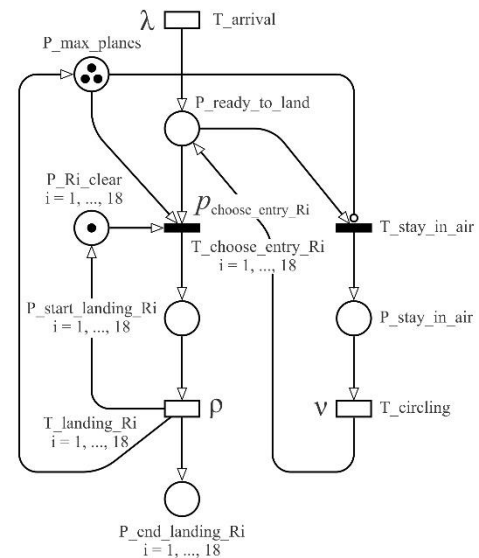 λ T_arrival
P_max_planes
P_ready_to_land
P_Ri_clear
i = 1, ..., 18
p choose_entry_Ri
T_choose_entry_Ri
i = 1, ..., 18
T_stay_in_air
P_start_landing_Ri
i = 1, ..., 18
P_stay_in_air
T_landing_Ri
i = 1, ..., 18
ρ
ν T_circling
P_end_landing_Ri
i = 1, ..., 18